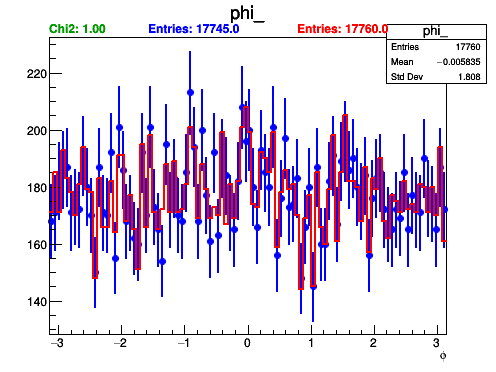 phi_
Chi2: 1.00 Entries: 17745.0 Entries: 17760.0
phi_
Entries 17760
Mean −0.005835
Std Dev 1.808
220
200
180
160
140
−3 −2 −1 0 1 2 3
ϕ